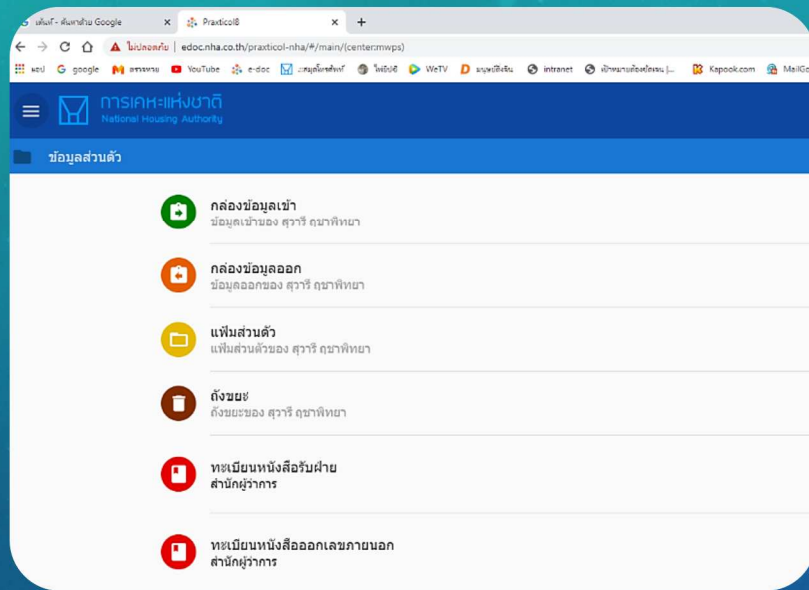 เต้นท์ - ค้นหาด้วย Google
Praxticol8
ไม่ปลอดภัย edoc.nha.co.th/praxticol-nha/#/main/(center:mwps)
แอป google YouTube e-doc WeTV intranet Kapook.com MailGo
การเคหะแห่งชาติ
National Housing Authority
ข้อมูลส่วนตัว
กล่องข้อมูลเข้า
ข้อมูลเข้าของ สุวารี ฤชาพิทยา
กล่องข้อมูลออก
ข้อมูลออกของ สุวารี ฤชาพิทยา
แฟ้มส่วนตัว
แฟ้มส่วนตัวของ สุวารี ฤชาพิทยา
ถังขยะ
ถังขยะของ สุวารี ฤชาพิทยา
ทะเบียนหนังสือรับฝ่าย
สำนักผู้ว่าการ
ทะเบียนหนังสือออกเลขภายนอก
สำนักผู้ว่าการ